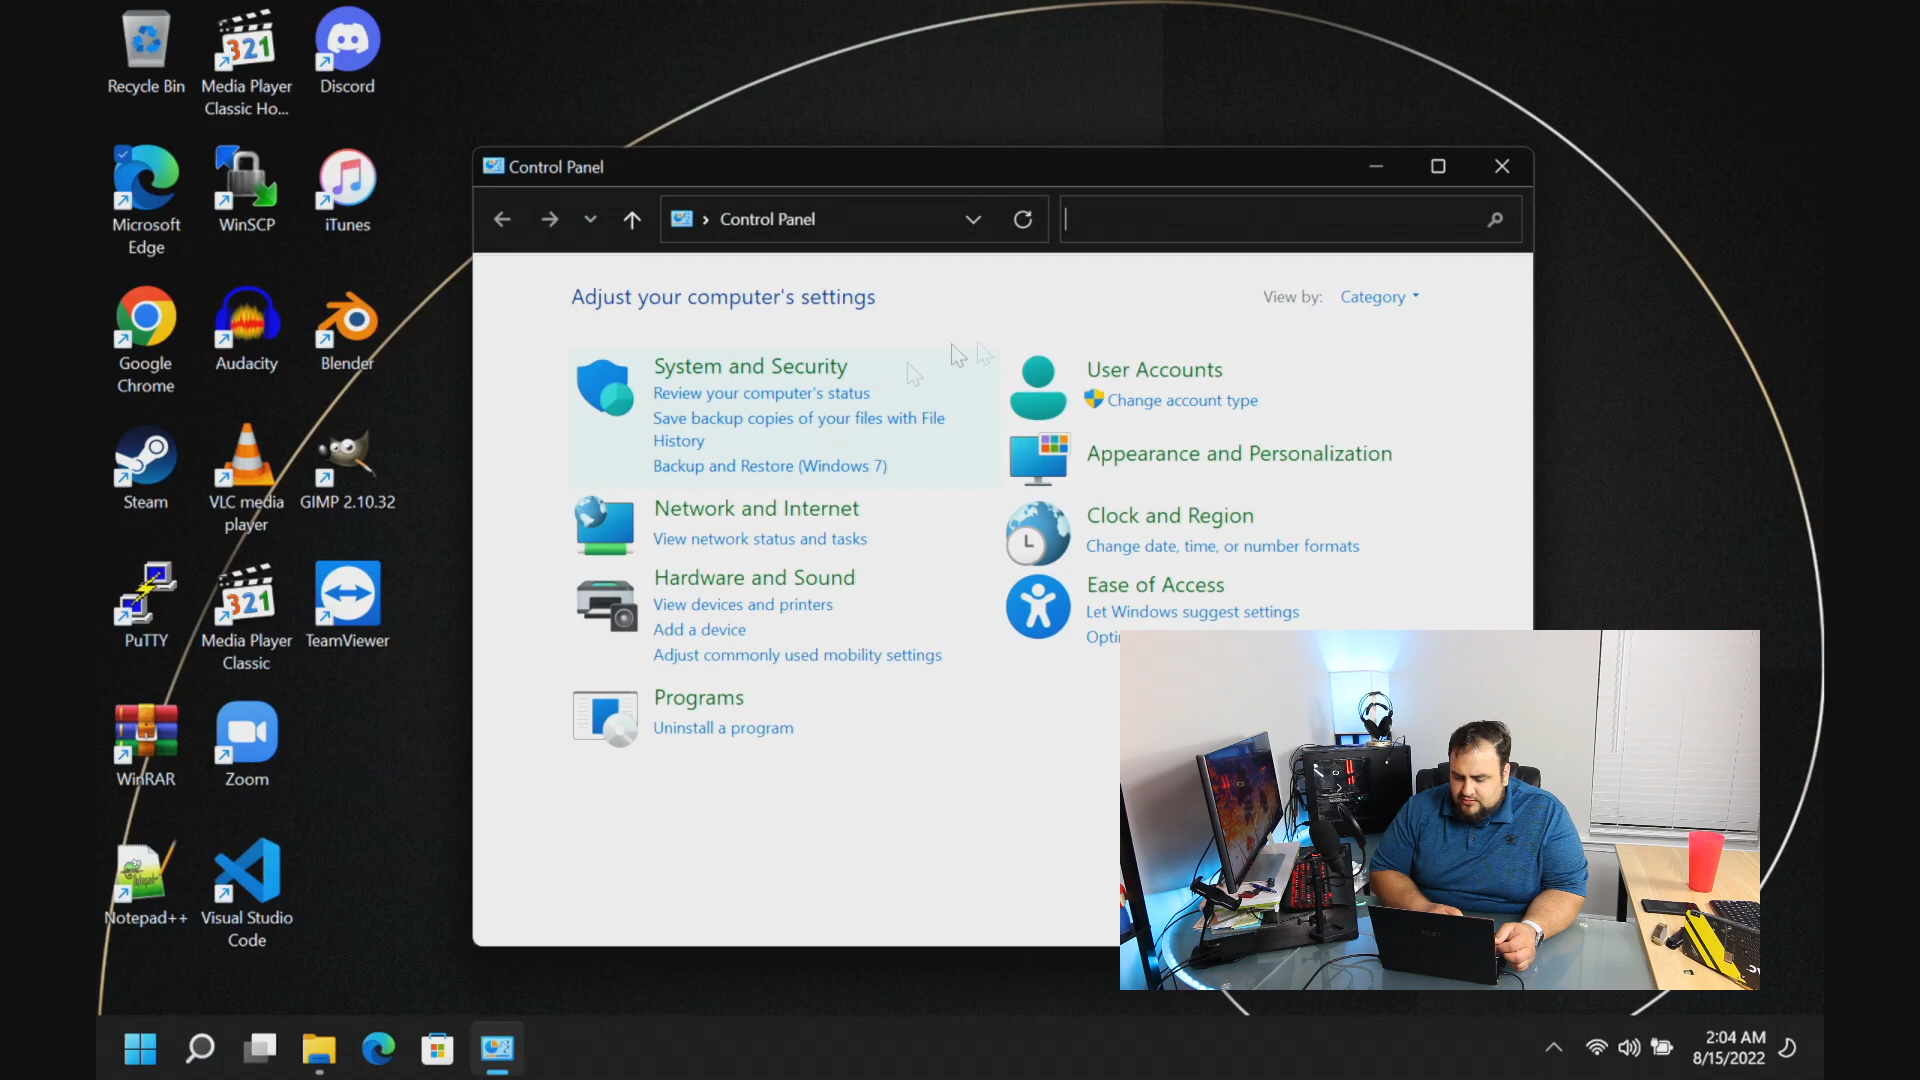 Recycle Bin
Media Player
Classic Ho...
Discord
Microsoft
Edge
WinSCP
iTunes
Google
Chrome
Audacity
Blender
Steam
VLC media
player
GIMP 2.10.32
PuTTY
Media Player
Classic
TeamViewer
WinRAR
Zoom
Notepad++
Visual Studio
Code
321
321
Control Panel
Control Panel
Adjust your computer's settings
View by:
Category
System and Security
Review your computer's status
Save backup copies of your files with File
History
Backup and Restore (Windows 7)
Network and Internet
View network status and tasks
Hardware and Sound
View devices and printers
Add a device
Adjust commonly used mobility settings
Programs
Uninstall a program
User Accounts
Change account type
Appearance and Personalization
Clock and Region
Change date, time, or number formats
Ease of Access
Let Windows suggest settings
Opti
2:04 AM
8/15/2022